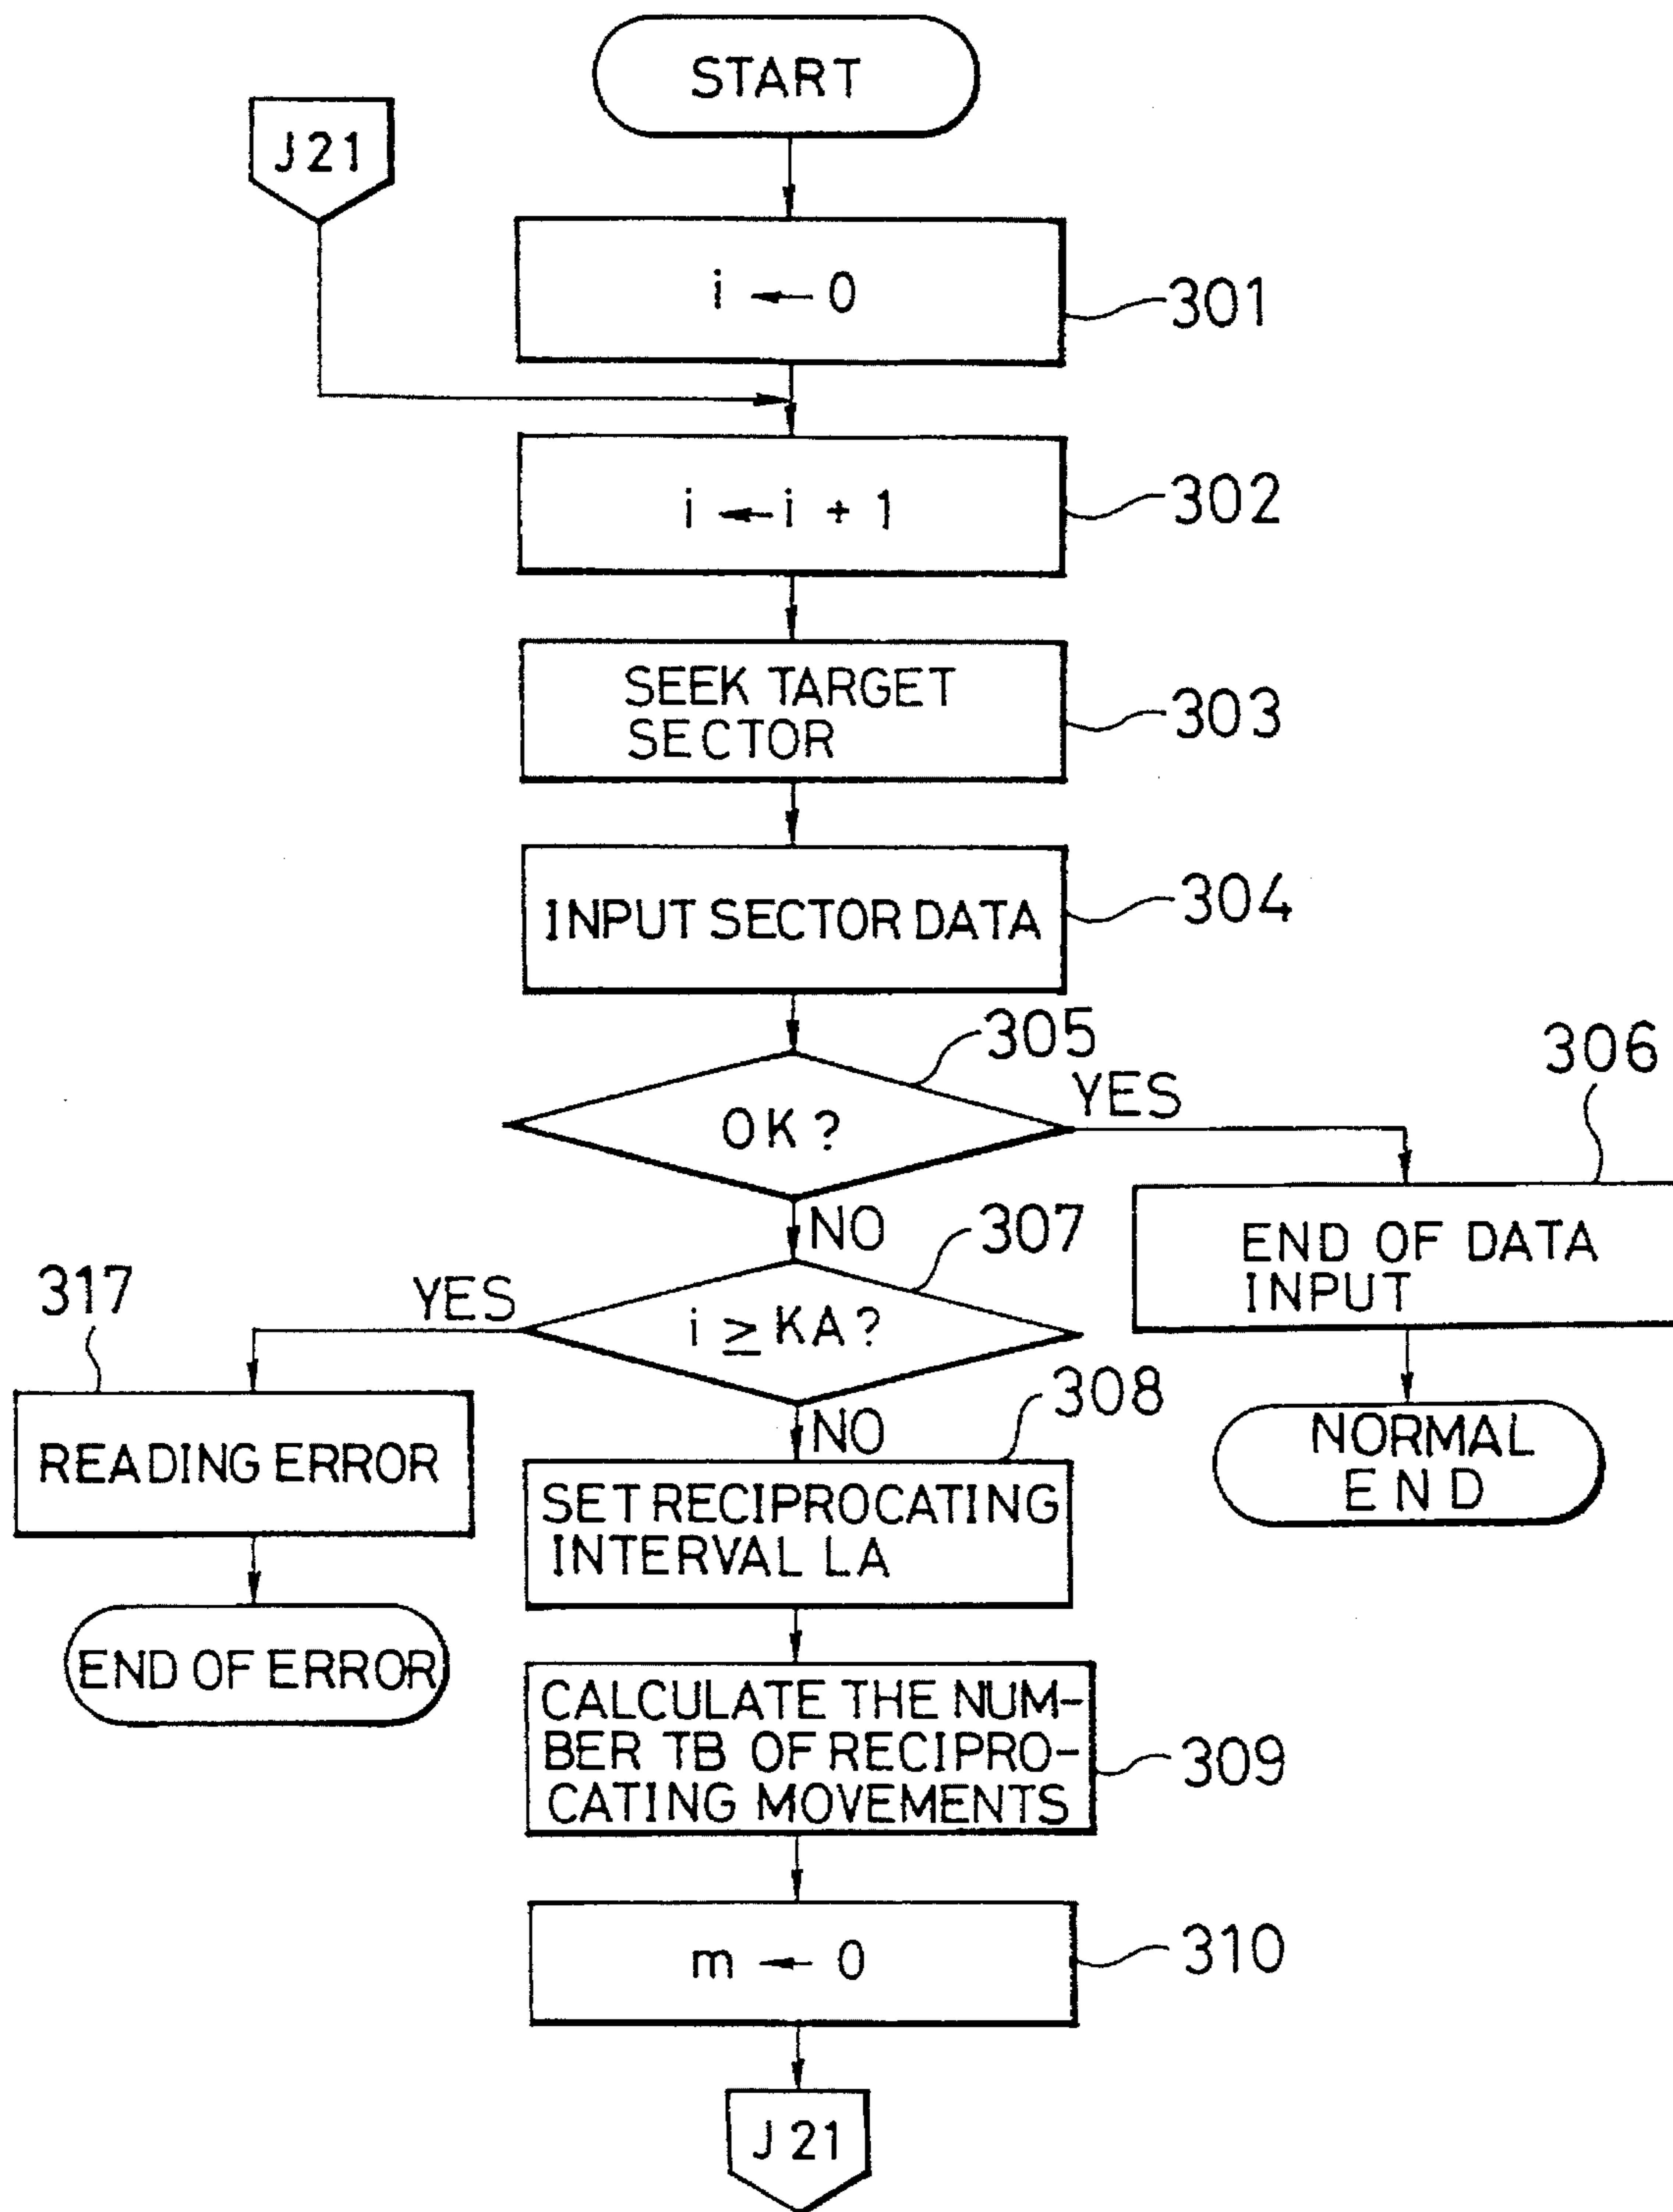 START
J21
i ← 0
301
i ← i + 1
302
SEEK TARGET
SECTOR
303
INPUT SECTOR DATA
304
305
306
OK?
YES
NO
END OF DATA
INPUT
307
317
YES
i ≥ KA?
308
NO
NORMAL
END
READING ERROR
SET RECIPROCATING
INTERVAL LA
END OF ERROR
CALCULATE THE NUM-
BER TB OF RECIPRO-
CATING MOVEMENTS
309
m ← 0
310
J21